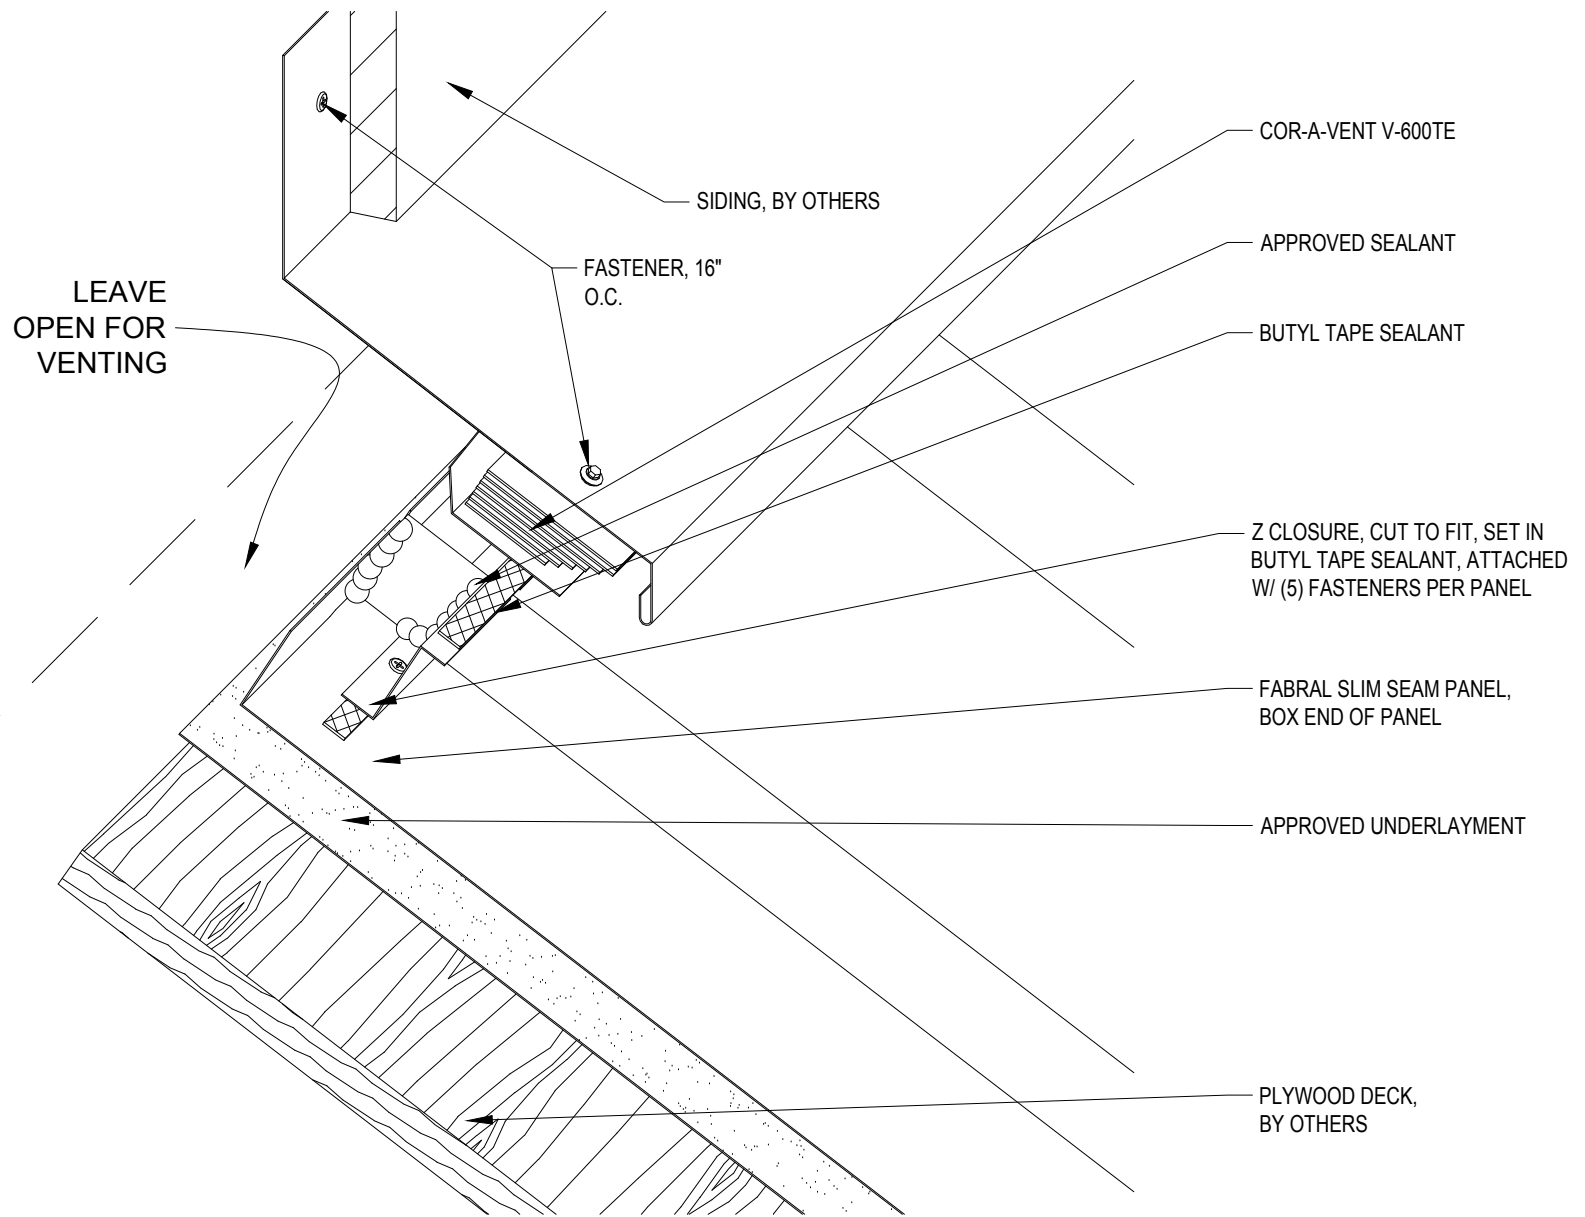 COR-A-VENT V-600TE
SIDING, BY OTHERS
APPROVED SEALANT
FASTENER, 16"
O.C.
LEAVE
OPEN FOR
VENTING
BUTYL TAPE SEALANT
Z CLOSURE, CUT TO FIT, SET IN
BUTYL TAPE SEALANT, ATTACHED
W/ (5) FASTENERS PER PANEL
FABRAL SLIM SEAM PANEL,
BOX END OF PANEL
APPROVED UNDERLAYMENT
PLYWOOD DECK,
BY OTHERS